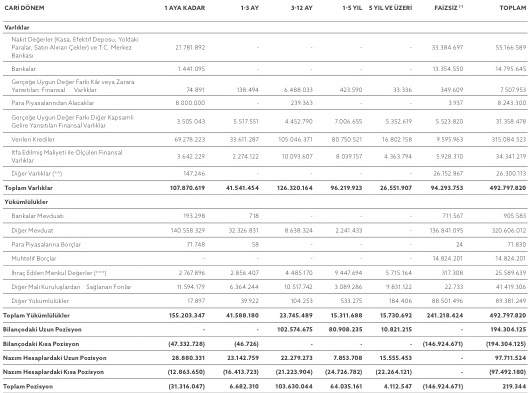 CARİ DÖNEM 1 AYA KADAR 1-3 AY 3-12 AY 1-5 YIL 5 YIL VE ÜZERİ FAİZSİZ (*) TOPLAM
Varlıklar
Nakit Değerler (Kasa, Efektif Deposu, Yoldaki
Paralar, Satın Alınan Çekler) ve T.C. Merkez
Bankası 21.781.892 - - - - 33.384.697 55.166.589
Bankalar 1.441.095 - - - - 13.354.550 14.795.645
Gerçeğe Uygun Değer Farkı Kâr veya Zarara
Yansıtılan Finansal Varlıklar 74.891 138.494 6.488.033 423.590 33.336 349.609 7.507.953
Para Piyasalarından Alacaklar 8.000.000 - 239.363 - - 3.937 8.243.300
Gerçeğe Uygun Değer Farkı Diğer Kapsamlı
Gelire Yansıtılan Finansal Varlıklar 3.505.043 5.517.551 4.452.790 7.006.655 5.352.619 5.523.820 31.358.478
Verilen Krediler 69.278.223 33.611.287 105.046.371 80.750.521 16.802.158 9.595.963 315.084.523
İtfa Edilmiş Maliyeti ile Ölçülen Finansal
Varlıklar 3.642.229 2.274.122 10.093.607 8.039.157 4.363.794 5.928.310 34.341.219
Diğer Varlıklar (**) 147.246 - - - - 26.152.867 26.300.113
Toplam Varlıklar 107.870.619 41.541.454 126.320.164 96.219.923 26.551.907 94.293.753 492.797.820
Yükümlülükler
Bankalar Mevduatı 193.298 718 - - - 711.567 905.583
Diğer Mevduat 140.558.329 32.326.831 8.638.324 2.241.433 - 136.841.095 320.606.012
Para Piyasalarına Borçlar 71.748 58 - - - 24 71.830
Muhtelif Borçlar - - - - - 14.824.201 14.824.201
İhraç Edilen Menkul Değerler (***) 2.767.896 2.856.407 4.485.170 9.447.694 5.715.164 317.308 25.589.639
Diğer Mali Kuruluşlardan Sağlanan Fonlar 11.594.179 6.364.244 10.517.742 3.089.286 9.831.122 22.733 41.419.306
Diğer Yükümlülükler 17.897 39.922 104.253 533.275 184.406 88.501.496 89.381.249
Toplam Yükümlülükler 155.203.347 41.588.180 23.745.489 15.311.688 15.730.692 241.218.424 492.797.820
Bilançodaki Uzun Pozisyon - - 102.574.675 80.908.235 10.821.215 - 194.304.125
Bilançodaki Kısa Pozisyon (47.332.728) (46.726) - - - (146.924.671) (194.304.125)
Nazım Hesaplardaki Uzun Pozisyon 28.880.331 23.142.759 22.279.273 7.853.708 15.555.453 - 97.711.524
Nazım Hesaplardaki Kısa Pozisyon (12.863.650) (16.413.723) (21.223.904) (24.726.782) (22.264.121) - (97.492.180)
Toplam Pozisyon (31.316.047) 6.682.310 103.630.044 64.035.161 4.112.547 (146.924.671) 219.344